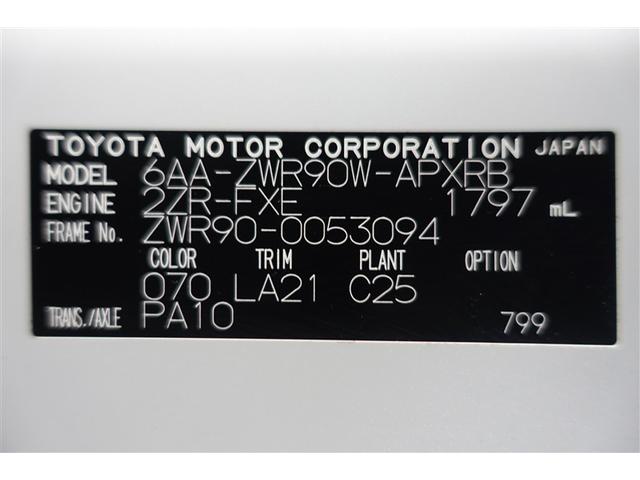 TOYOTA MOTOR CORPORATION JAPAN
MODEL 6AA-ZWR90W-APXRB
ENGINE 2ZR-FXE 1797 mL
FRAME No. ZWR90-0053094
COLOR TRIM PLANT OPTION
070 LA21 C25
TRANS./AXLE PA10 799